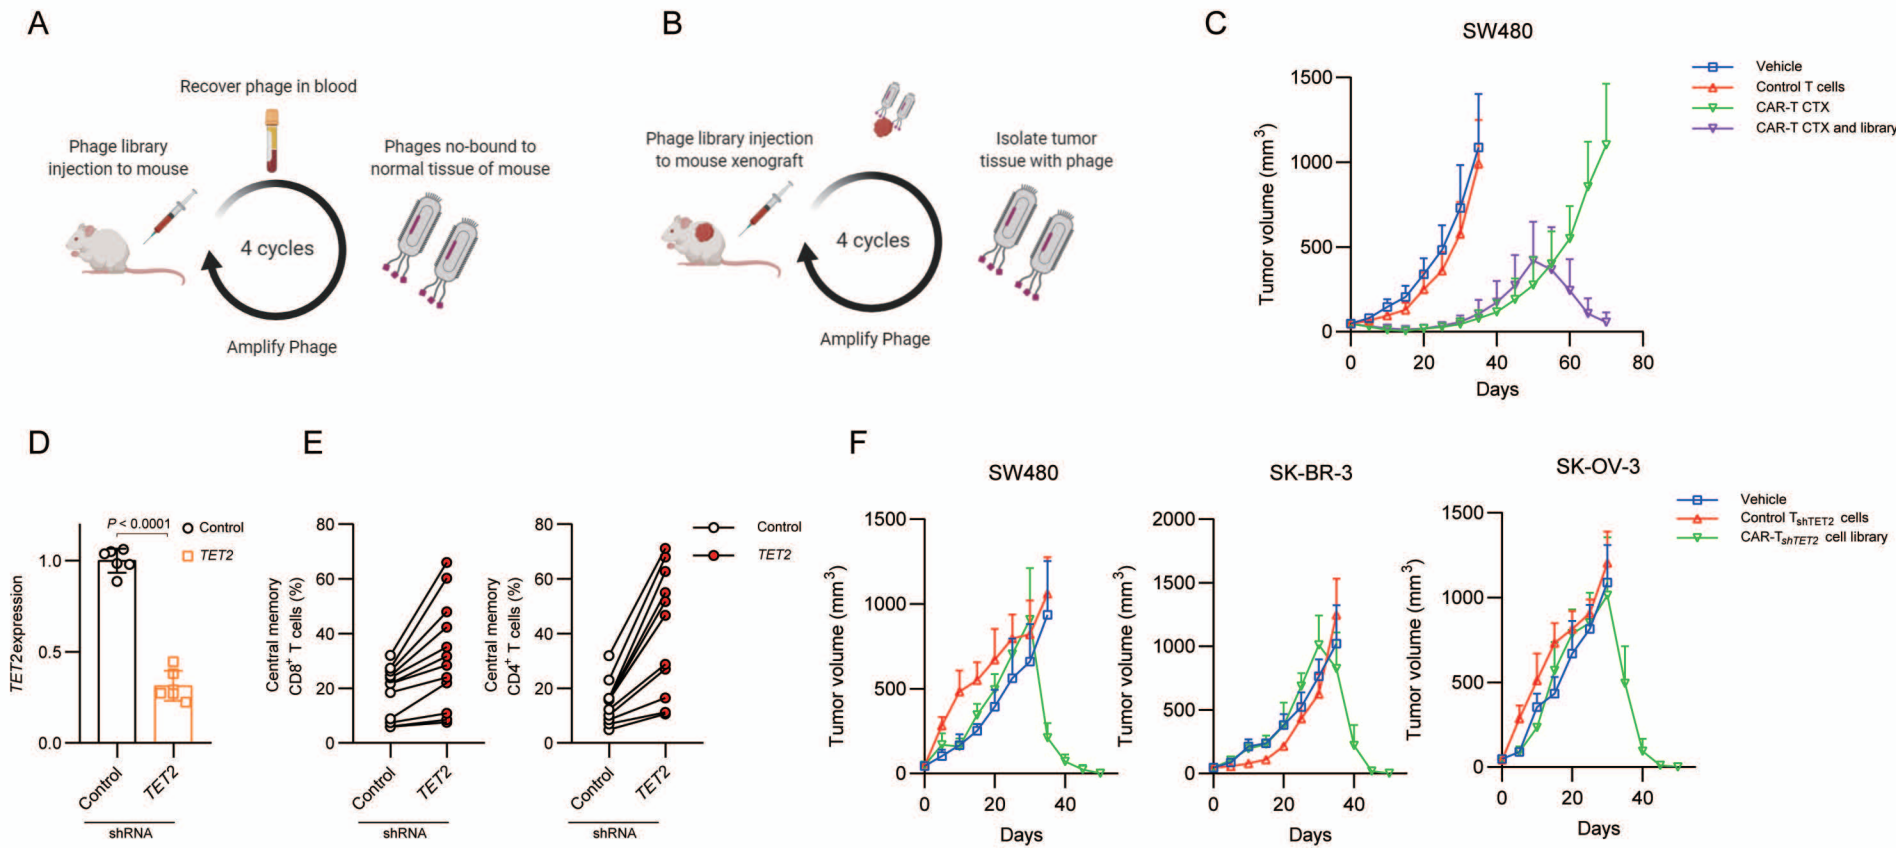 A
Recover phage in blood
Phage library
injection to mouse
Phages no-bound to
normal tissue of mouse
4 cycles
Amplify Phage
B
Phage library injection
to mouse xenograft
Isolate tumor
tissue with phage
4 cycles
Amplify Phage
C
SW480
Tumor volume (mm³)
1500
1000
500
0
0 20 40 60 80
Days
Vehicle
Control T cells
CAR-T CTX
CAR-T CTX and library
D
TET2expression
1.0
0.5
0.0
P < 0.0001
Control
TET2
Control
TET2
shRNA
E
Central memory
CD8⁺ T cells (%)
80
60
40
20
0
Control
TET2
shRNA
Central memory
CD4⁺ T cells (%)
80
60
40
20
0
Control
TET2
shRNA
Control
TET2
F
SW480
Tumor volume (mm³)
1500
1000
500
0
0 20 40
Days
SK-BR-3
Tumor volume (mm³)
2000
1500
1000
500
0
0 20 40
Days
SK-OV-3
Tumor volume (mm³)
1500
1000
500
0
0 20 40
Days
Vehicle
Control TshTET2 cells
CAR-TshTET2 cell library